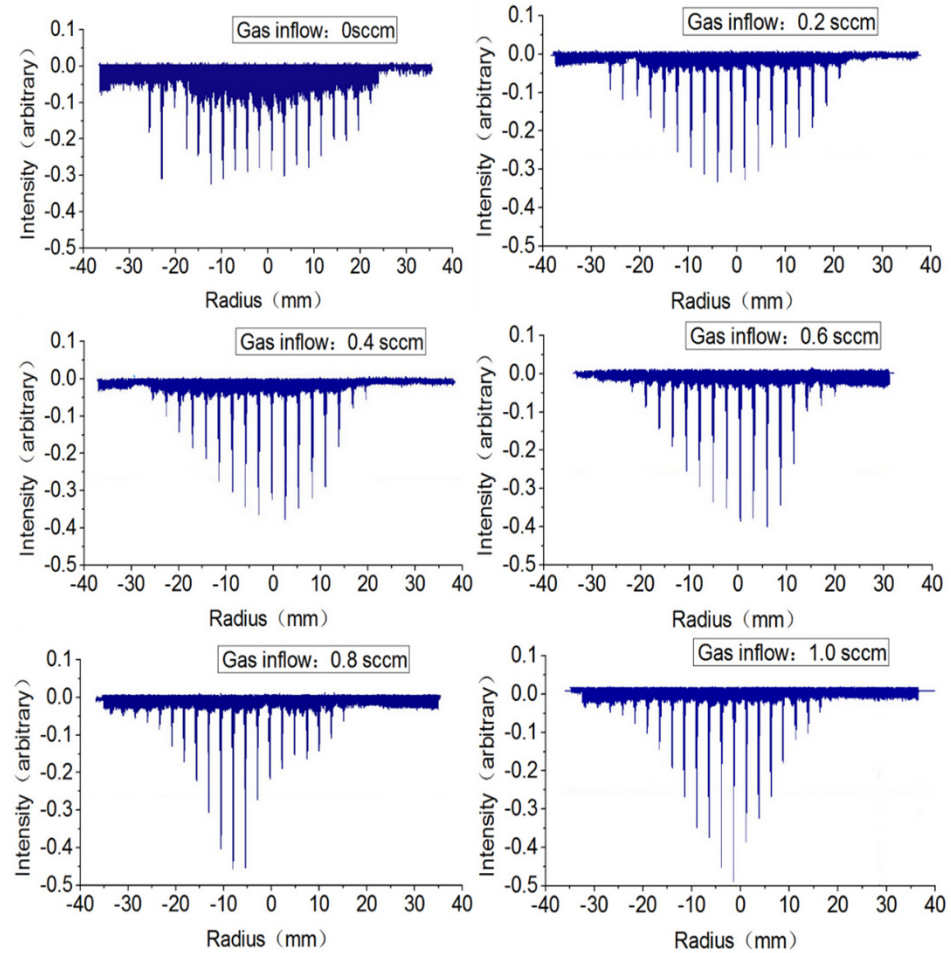 Gas inflow: 0sccm
Intensity（arbitrary）
0.1
0.0
-0.1
-0.2
-0.3
-0.4
-0.5
-40 -30 -20 -10 0 10 20 30 40
Radius（mm）
Gas inflow: 0.2 sccm
Intensity（arbitrary）
0.1
0.0
-0.1
-0.2
-0.3
-0.4
-0.5
-40 -30 -20 -10 0 10 20 30 40
Radius（mm）
Gas inflow: 0.4 sccm
Intensity（arbitrary）
0.1
0.0
-0.1
-0.2
-0.3
-0.4
-0.5
-40 -30 -20 -10 0 10 20 30 40
Radius（mm）
Gas inflow: 0.6 sccm
Intensity（arbitrary）
0.1
0.0
-0.1
-0.2
-0.3
-0.4
-0.5
-40 -30 -20 -10 0 10 20 30 40
Radius（mm）
Gas inflow: 0.8 sccm
Intensity（arbitrary）
0.1
0.0
-0.1
-0.2
-0.3
-0.4
-0.5
-40 -30 -20 -10 0 10 20 30 40
Radius（mm）
Gas inflow: 1.0 sccm
Intensity（arbitrary）
0.1
0.0
-0.1
-0.2
-0.3
-0.4
-0.5
-40 -30 -20 -10 0 10 20 30 40
Radius（mm）